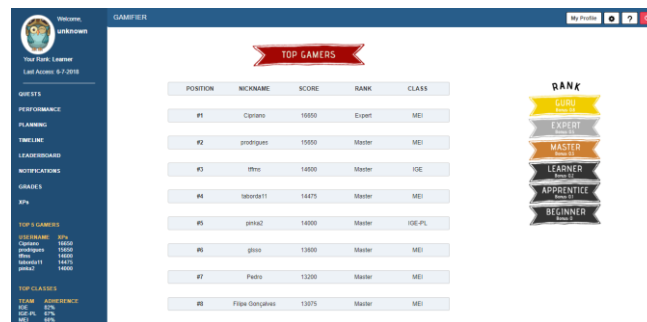 Welcome,
unknown
Your Rank: Learner
Last Access: 6-7-2018
QUESTS
PERFORMANCE
PLANNING
TIMELINE
LEADERBOARD
NOTIFICATIONS
GRADES
XPs
TOP 5 GAMERS
USERNAME XPs
Cipriano 16650
prodrigues 15650
tffms 14600
taborda11 14475
pinka2 14000
TOP CLASSES
TEAM ADHERENCE
IGE 82%
IGE-PL 67%
MEI 60%
GAMIFIER
My Profile
?
TOP GAMERS
POSITION NICKNAME SCORE RANK CLASS
#1 Cipriano 16650 Expert MEI
#2 prodrigues 15650 Master MEI
#3 tffms 14600 Master IGE
#4 taborda11 14475 Master MEI
#5 pinka2 14000 Master IGE-PL
#6 13600 Master MEI
#7 Pedro 13200 Master MEI
#8 Filipe Gonçalves 13075 Master MEI
RANK
GURU
EXPERT
MASTER
LEARNER
APPRENTICE
BEGINNER